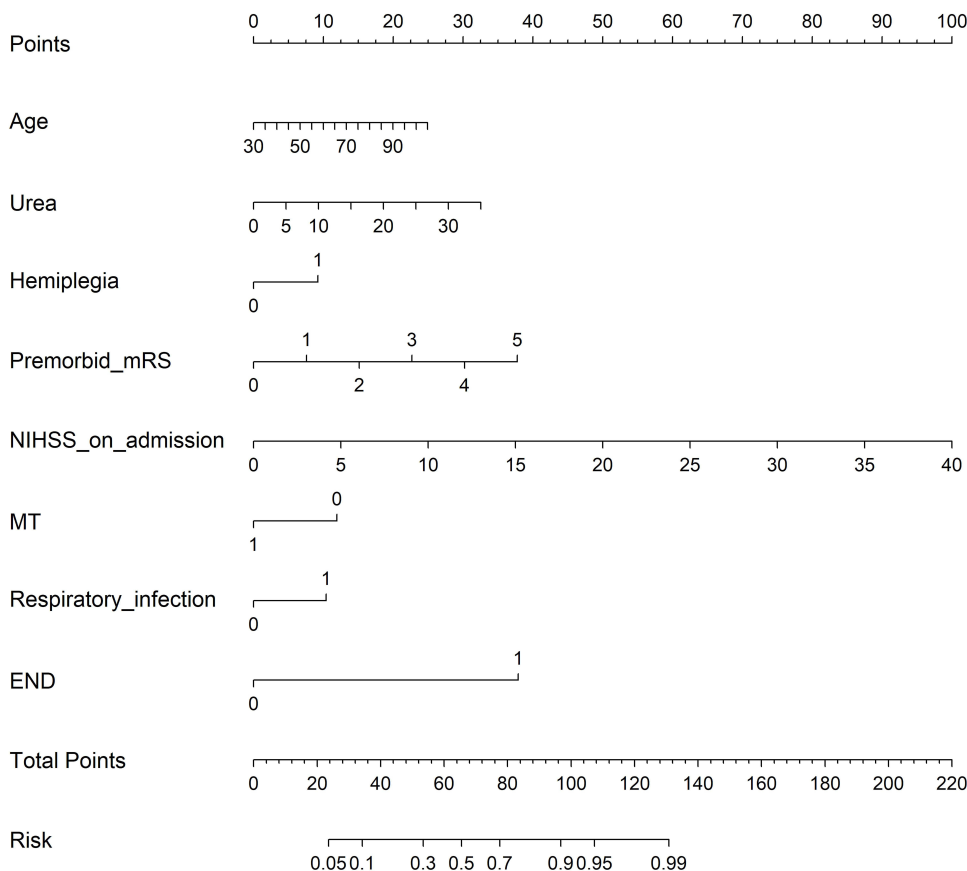 Points
0 10 20 30 40 50 60 70 80 90 100
Age
30 50 70 90
Urea
0 5 10 20 30
Hemiplegia
1
0
Premorbid_mRS
1 3 5
0 2 4
NIHSS_on_admission
0 5 10 15 20 25 30 35 40
MT
0
1
Respiratory_infection
1
0
END
1
0
Total Points
0 20 40 60 80 100 120 140 160 180 200 220
Risk
0.05 0.1 0.3 0.5 0.7 0.9 0.95 0.99